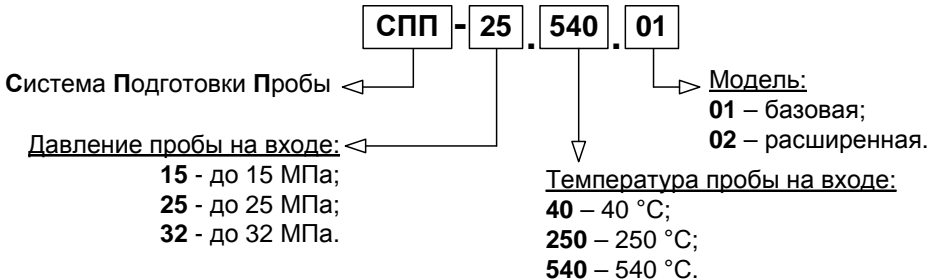 СПП-25.540.01
Система Подготовки Пробы
Давление пробы на входе:
15 - до 15 МПа;
25 - до 25 МПа;
32 - до 32 МПа.
Температура пробы на входе:
40 – 40 °С;
250 – 250 °С;
540 – 540 °С.
Модель:
01 – базовая;
02 – расширенная.